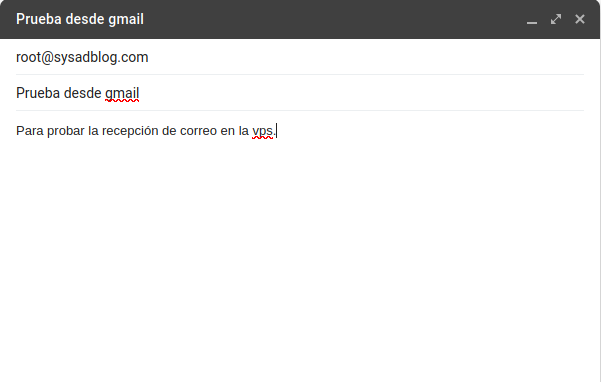 Prueba desde gmail
root@sysadblog.com
Prueba desde gmail
Para probar la recepción de correo en la vps.